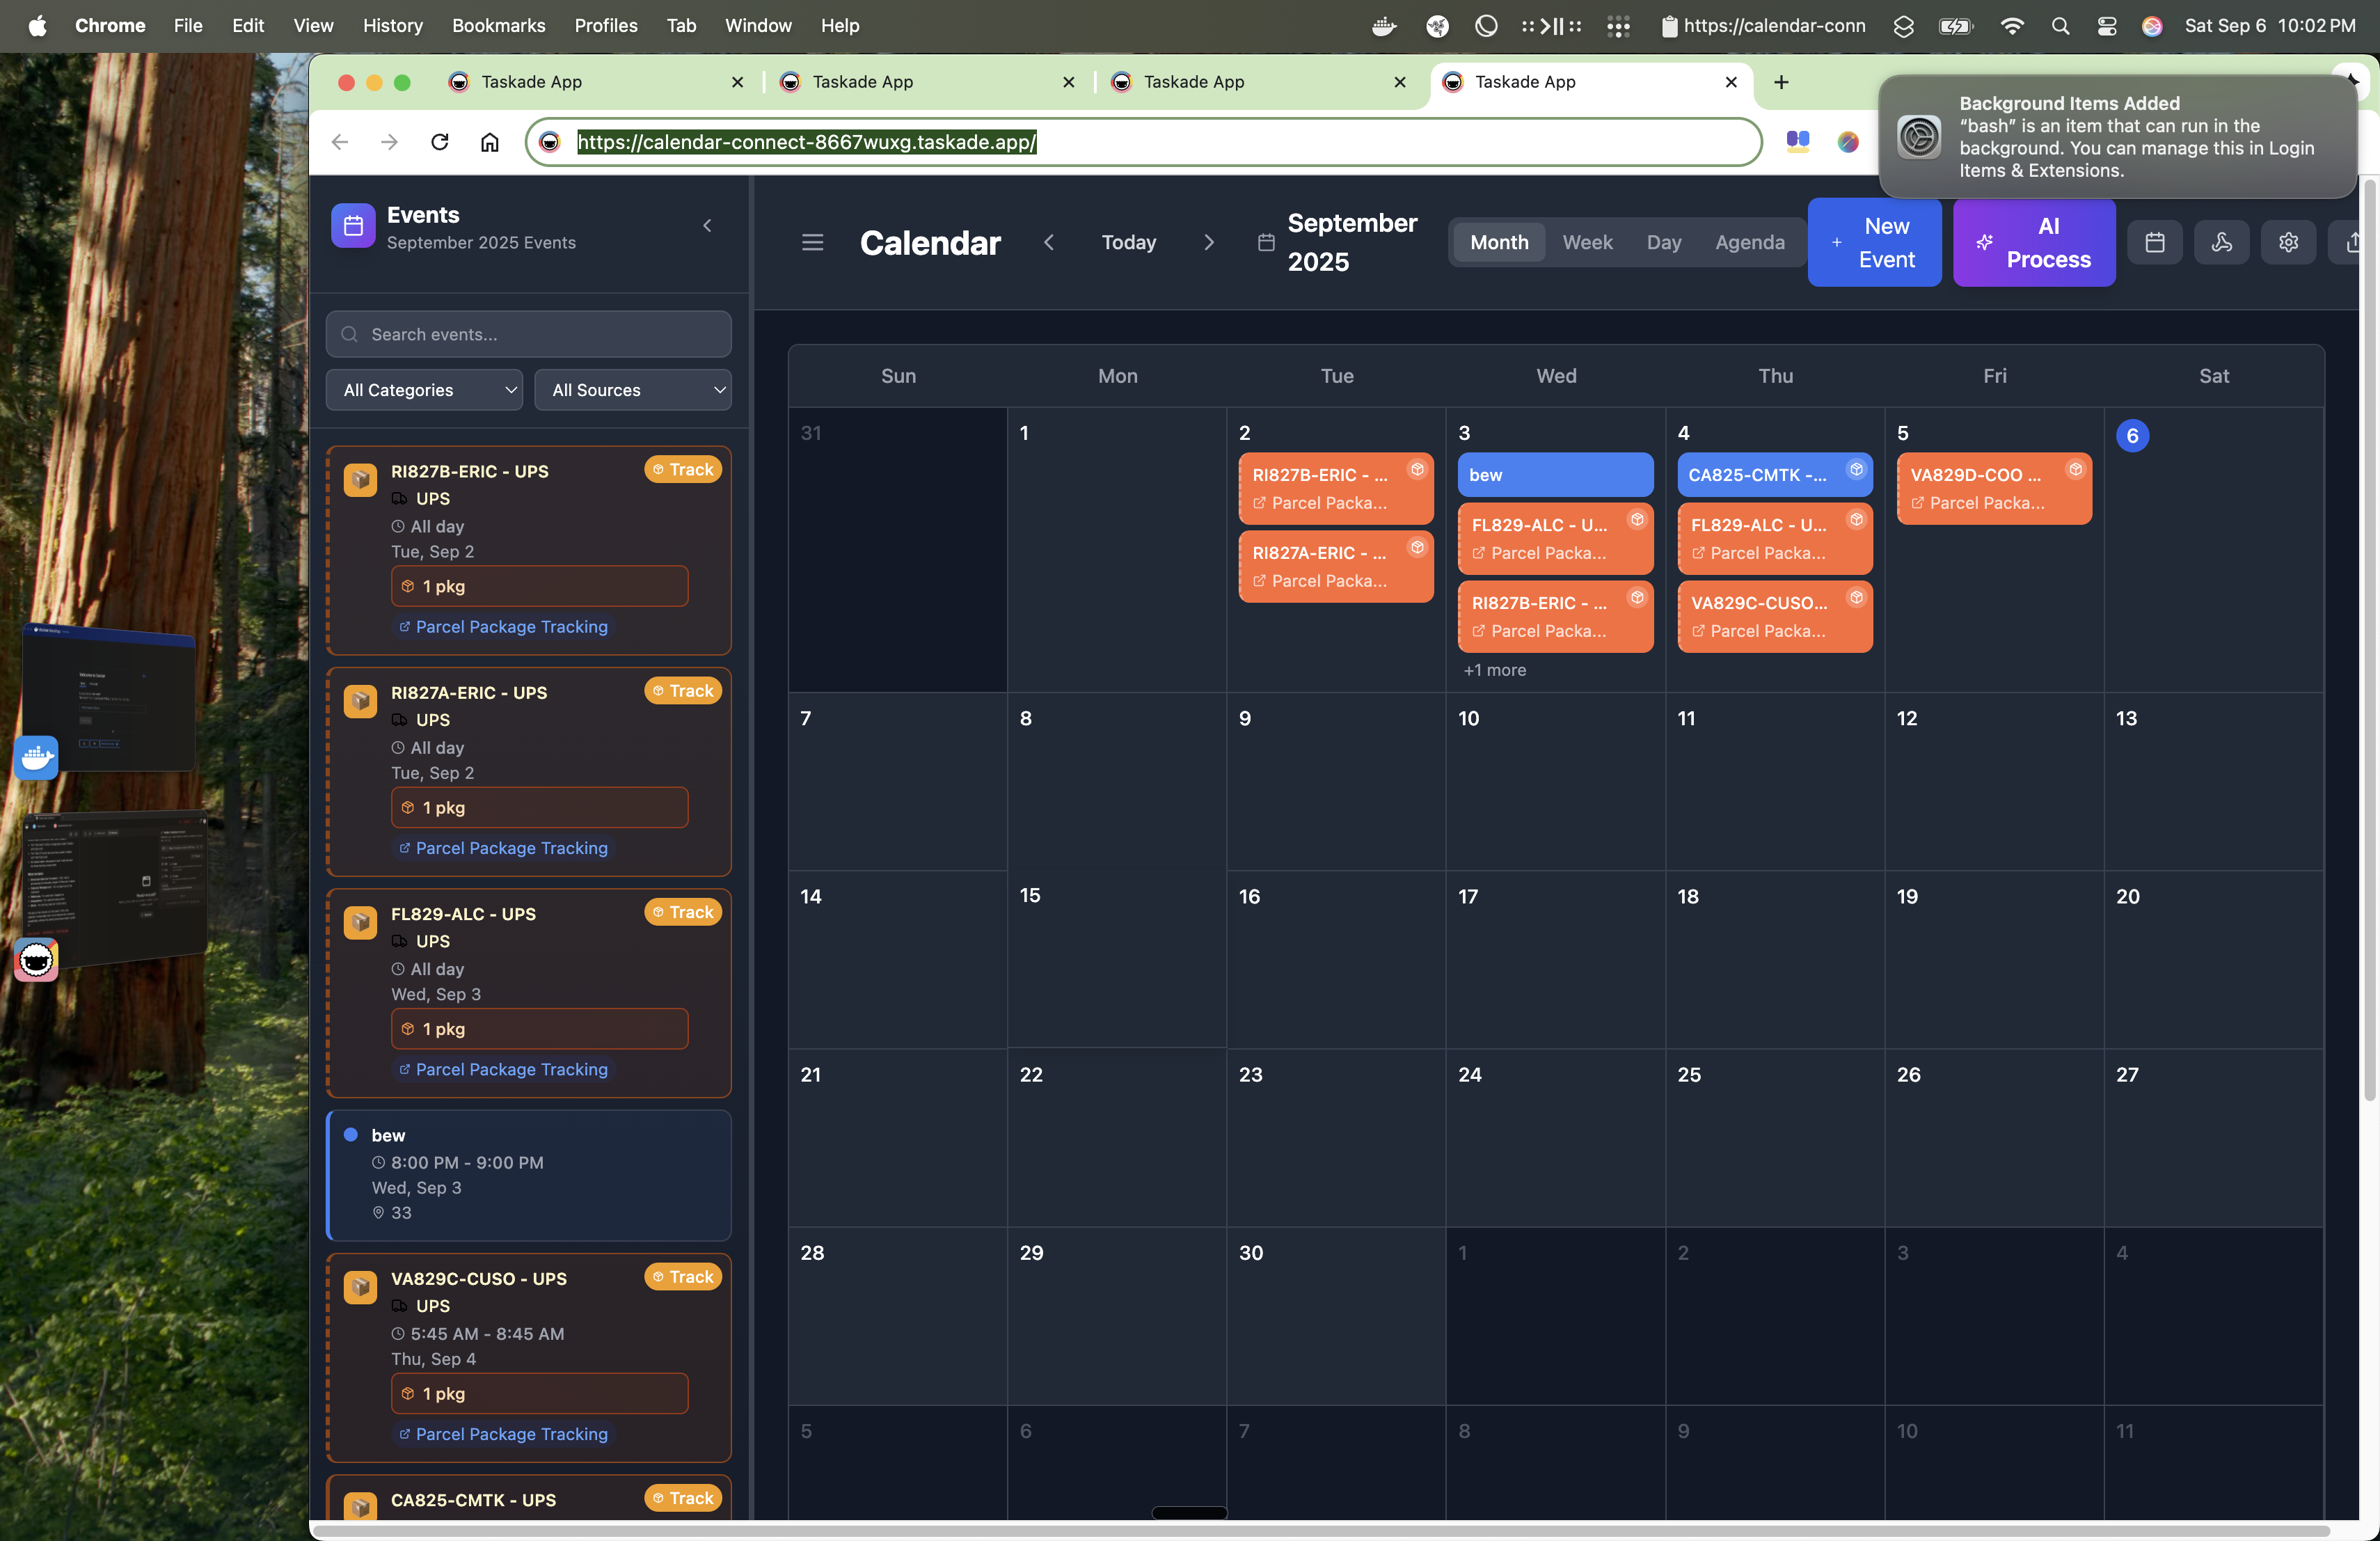 Chrome File Edit View History Bookmarks Profiles Tab Window Help
https://calendar-conn
Sat Sep 6 10:02 PM
Taskade App
Taskade App
Taskade App
Taskade App
https://calendar-connect-8667wuxg.taskade.app/
Background Items Added
“bash” is an item that can run in the
background. You can manage this in Login
Items & Extensions.
Events
September 2025 Events
Search events...
All Categories
All Sources
RI827B-ERIC - UPS
Track
UPS
All day
Tue, Sep 2
1 pkg
Parcel Package Tracking
RI827A-ERIC - UPS
Track
UPS
All day
Tue, Sep 2
1 pkg
Parcel Package Tracking
FL829-ALC - UPS
Track
UPS
All day
Wed, Sep 3
1 pkg
Parcel Package Tracking
bew
8:00 PM - 9:00 PM
Wed, Sep 3
33
VA829C-CUSO - UPS
Track
UPS
5:45 AM - 8:45 AM
Thu, Sep 4
1 pkg
Parcel Package Tracking
CA825-CMTK - UPS
Track
Calendar
Today
September
2025
Month Week Day Agenda
+ New
Event
AI
Process
Sun Mon Tue Wed Thu Fri Sat
31 1 2 3 4 5 6
RI827B-ERIC - ...
Parcel Packa...
RI827A-ERIC - ...
Parcel Packa...
bew
FL829-ALC - U...
Parcel Packa...
RI827B-ERIC - ...
Parcel Packa...
+1 more
CA825-CMTK -...
FL829-ALC - U...
Parcel Packa...
VA829C-CUSO...
Parcel Packa...
VA829D-COO ...
Parcel Packa...
7 8 9 10 11 12 13
14 15 16 17 18 19 20
21 22 23 24 25 26 27
28 29 30 1 2 3 4
5 6 7 8 9 10 11